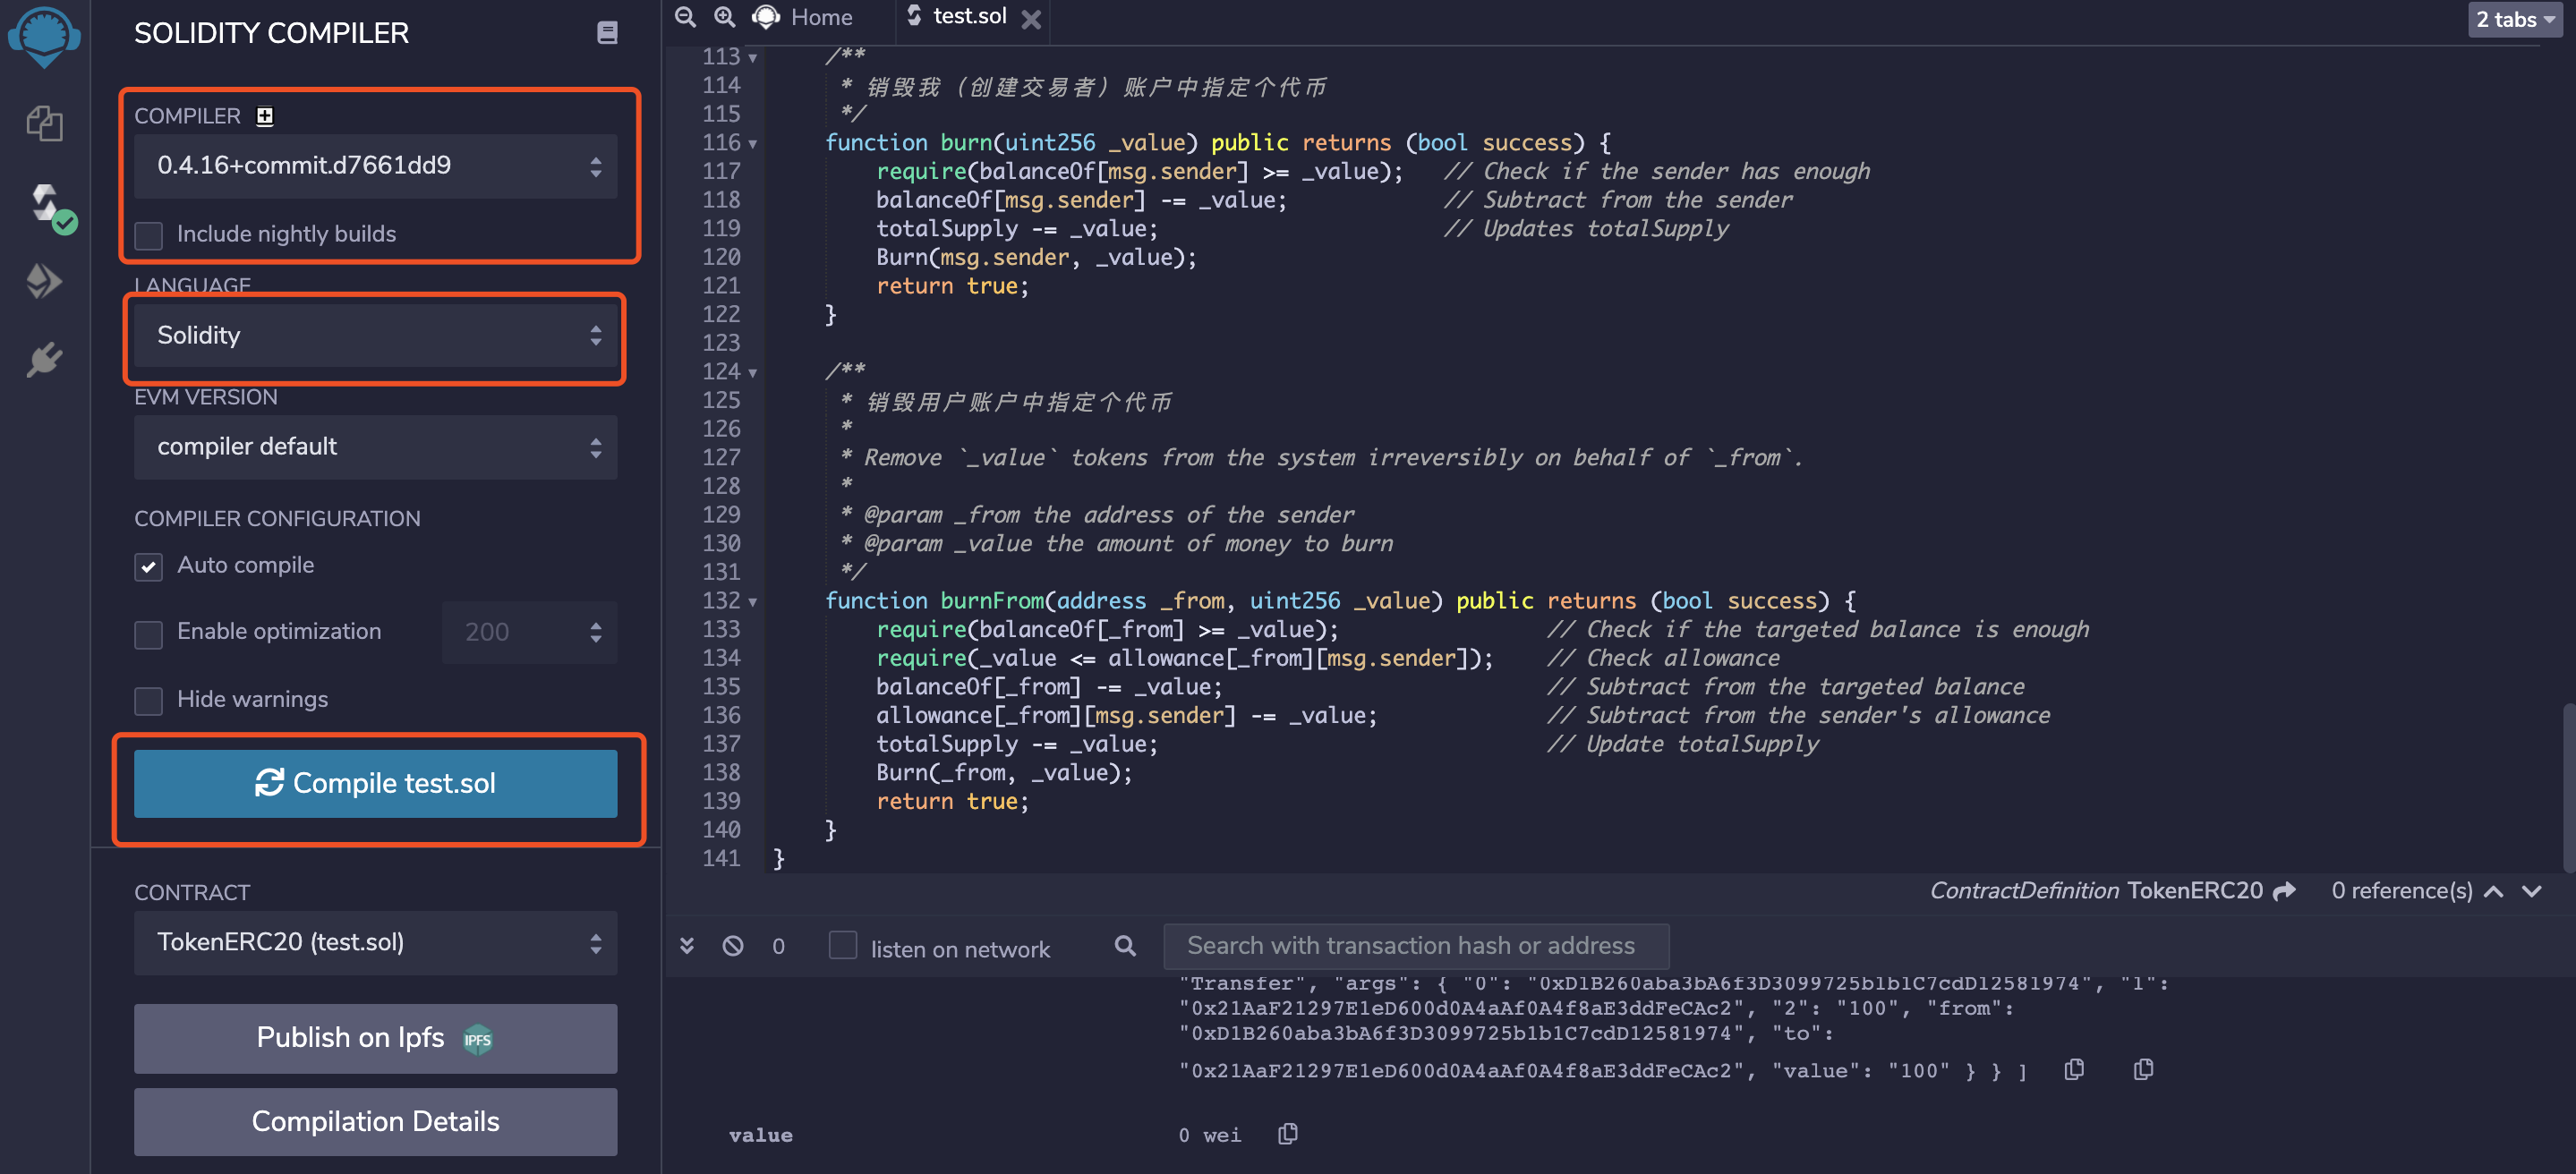 SOLIDITY COMPILER
COMPILER
0.4.16+commit.d7661dd9
Include nightly builds
LANGUAGE
Solidity
EVM VERSION
compiler default
COMPILER CONFIGURATION
Auto compile
Enable optimization 200
Hide warnings
Compile test.sol
CONTRACT
TokenERC20 (test.sol)
Publish on Ipfs IPFS
Compilation Details
Home test.sol 2 tabs
113 /**
114 * 销毁我（创建交易者）账户中指定个代币
115 */
116 function burn(uint256 _value) public returns (bool success) {
117 require(balanceOf[msg.sender] >= _value); // Check if the sender has enough
118 balanceOf[msg.sender] -= _value; // Subtract from the sender
119 totalSupply -= _value; // Updates totalSupply
120 Burn(msg.sender, _value);
121 return true;
122 }
123
124 /**
125 * 销毁用户账户中指定个代币
126 *
127 * Remove `_value` tokens from the system irreversibly on behalf of `_from`.
128 *
129 * @param _from the address of the sender
130 * @param _value the amount of money to burn
131 */
132 function burnFrom(address _from, uint256 _value) public returns (bool success) {
133 require(balanceOf[_from] >= _value); // Check if the targeted balance is enough
134 require(_value <= allowance[_from][msg.sender]); // Check allowance
135 balanceOf[_from] -= _value; // Subtract from the targeted balance
136 allowance[_from][msg.sender] -= _value; // Subtract from the sender's allowance
137 totalSupply -= _value; // Update totalSupply
138 Burn(_from, _value);
139 return true;
140 }
141 }
ContractDefinition TokenERC20 0 reference(s)
0 listen on network Search with transaction hash or address
"Transfer", "args": { "0": "0xD1B260aba3bA6f3D3099725b1b1C7cdD12581974", "1":
"0x21AaF21297E1eD600d0A4aAf0A4f8aE3ddFeCAc2", "2": "100", "from":
"0xD1B260aba3bA6f3D3099725b1b1C7cdD12581974", "to":
"0x21AaF21297E1eD600d0A4aAf0A4f8aE3ddFeCAc2", "value": "100" } } ]
value 0 wei